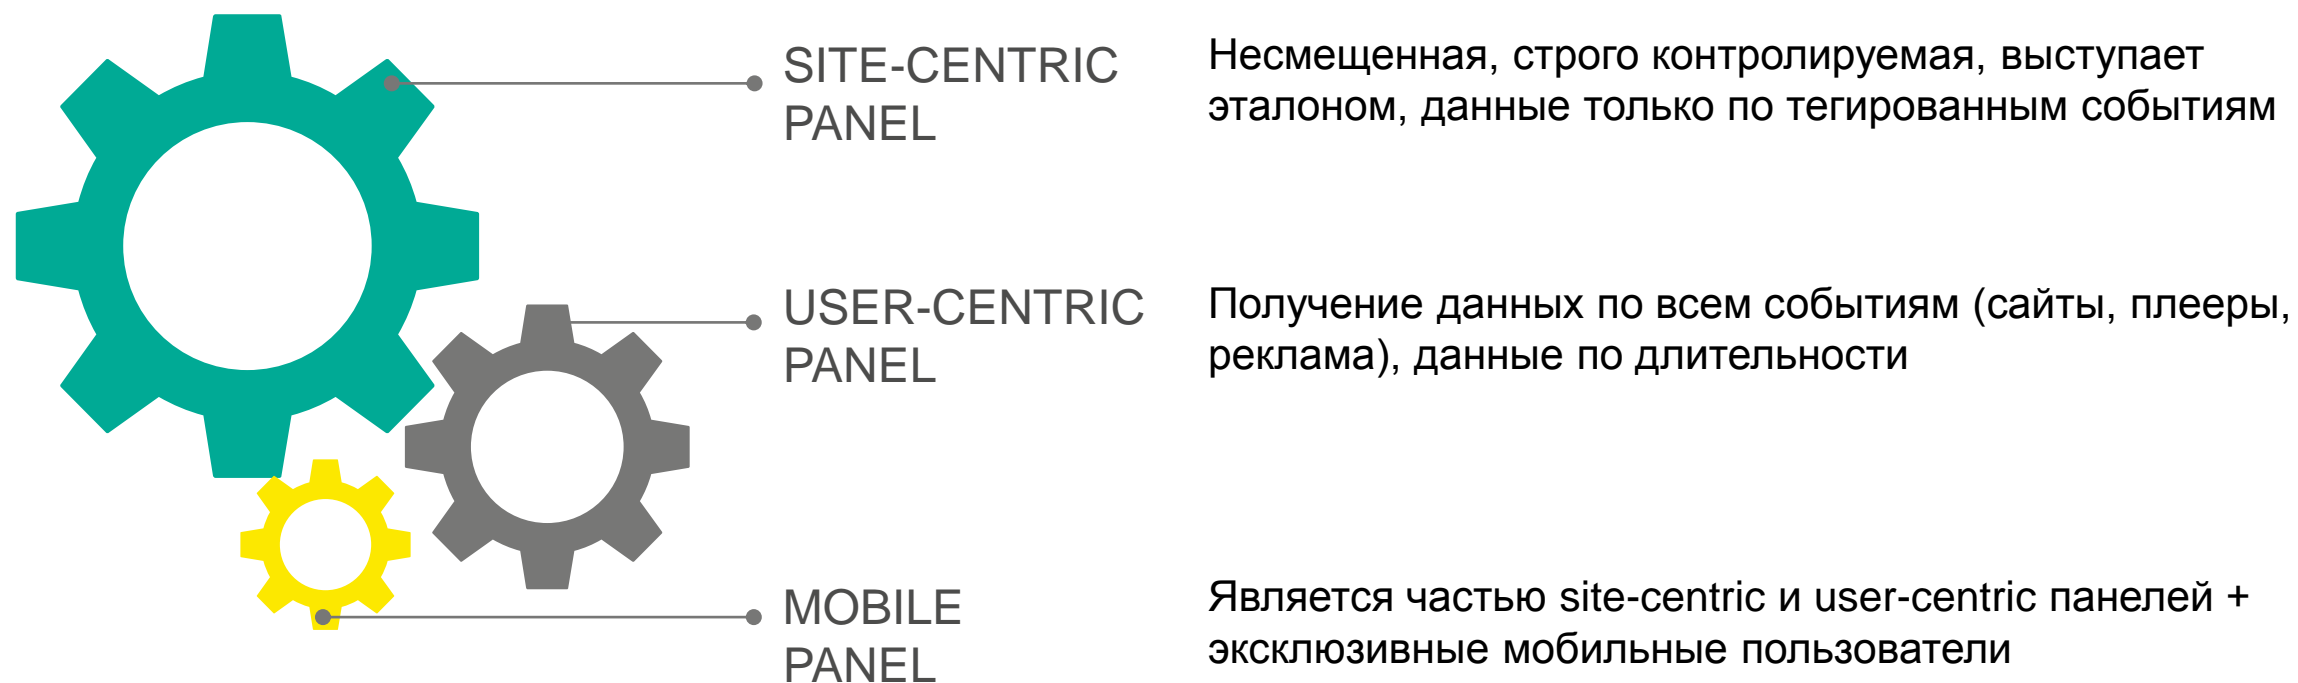 SITE-CENTRIC
PANEL
Несмещенная, строго контролируемая, выступает
эталоном, данные только по тегированным событиям
USER-CENTRIC
PANEL
Получение данных по всем событиям (сайты, плееры,
реклама), данные по длительности
MOBILE
PANEL
Является частью site-centric и user-centric панелей +
эксклюзивные мобильные пользователи